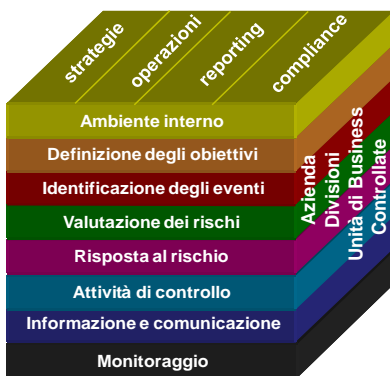 strategie
operazioni
reporting
compliance
Ambiente interno
Definizione degli obiettivi
Identificazione degli eventi
Valutazione dei rischi
Risposta al rischio
Attività di controllo
Informazione e comunicazione
Monitoraggio
Azienda
Divisioni
Unità di Business
Controllate